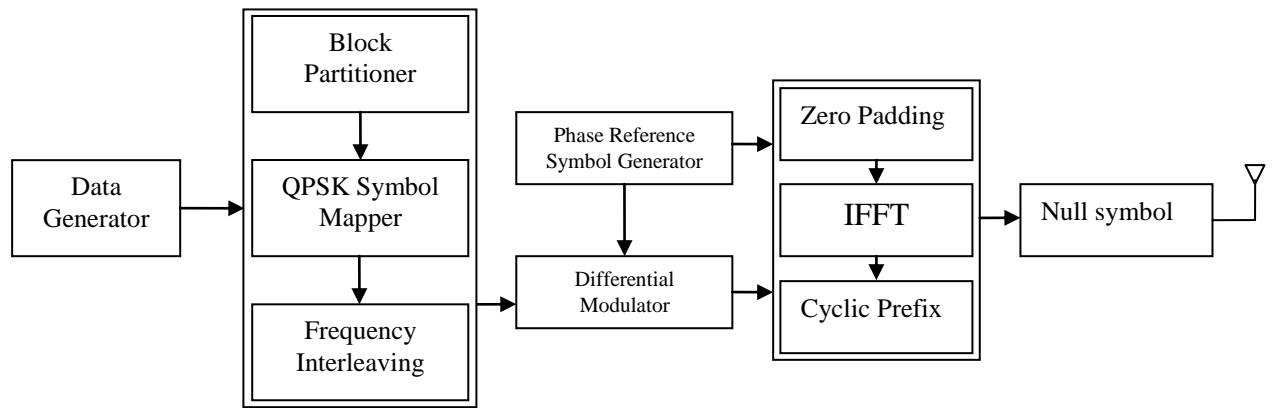 Data
Generator
Block
Partitioner
QPSK Symbol
Mapper
Frequency
Interleaving
Phase Reference
Symbol Generator
Differential
Modulator
Zero Padding
IFFT
Cyclic Prefix
Null symbol